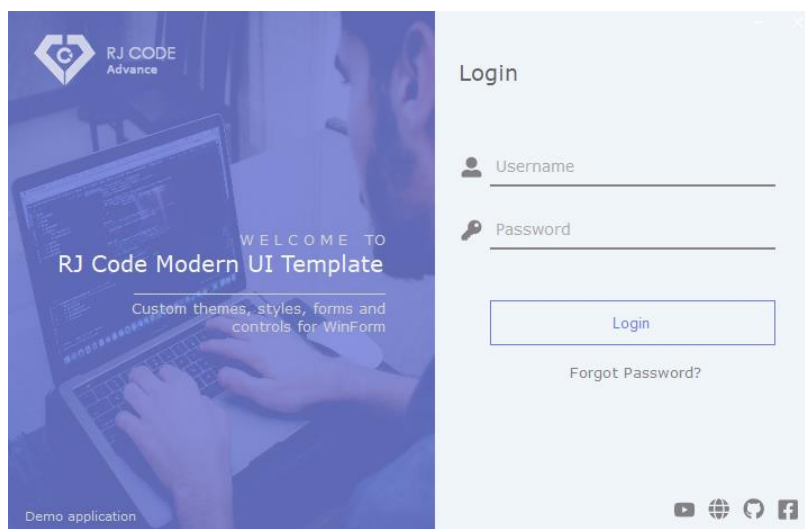 RJ CODE
Advance
WELCOME TO
RJ Code Modern UI Template
Custom themes, styles, forms and
controls for WinForm
Demo application
Login
Username
Password
Login
Forgot Password?